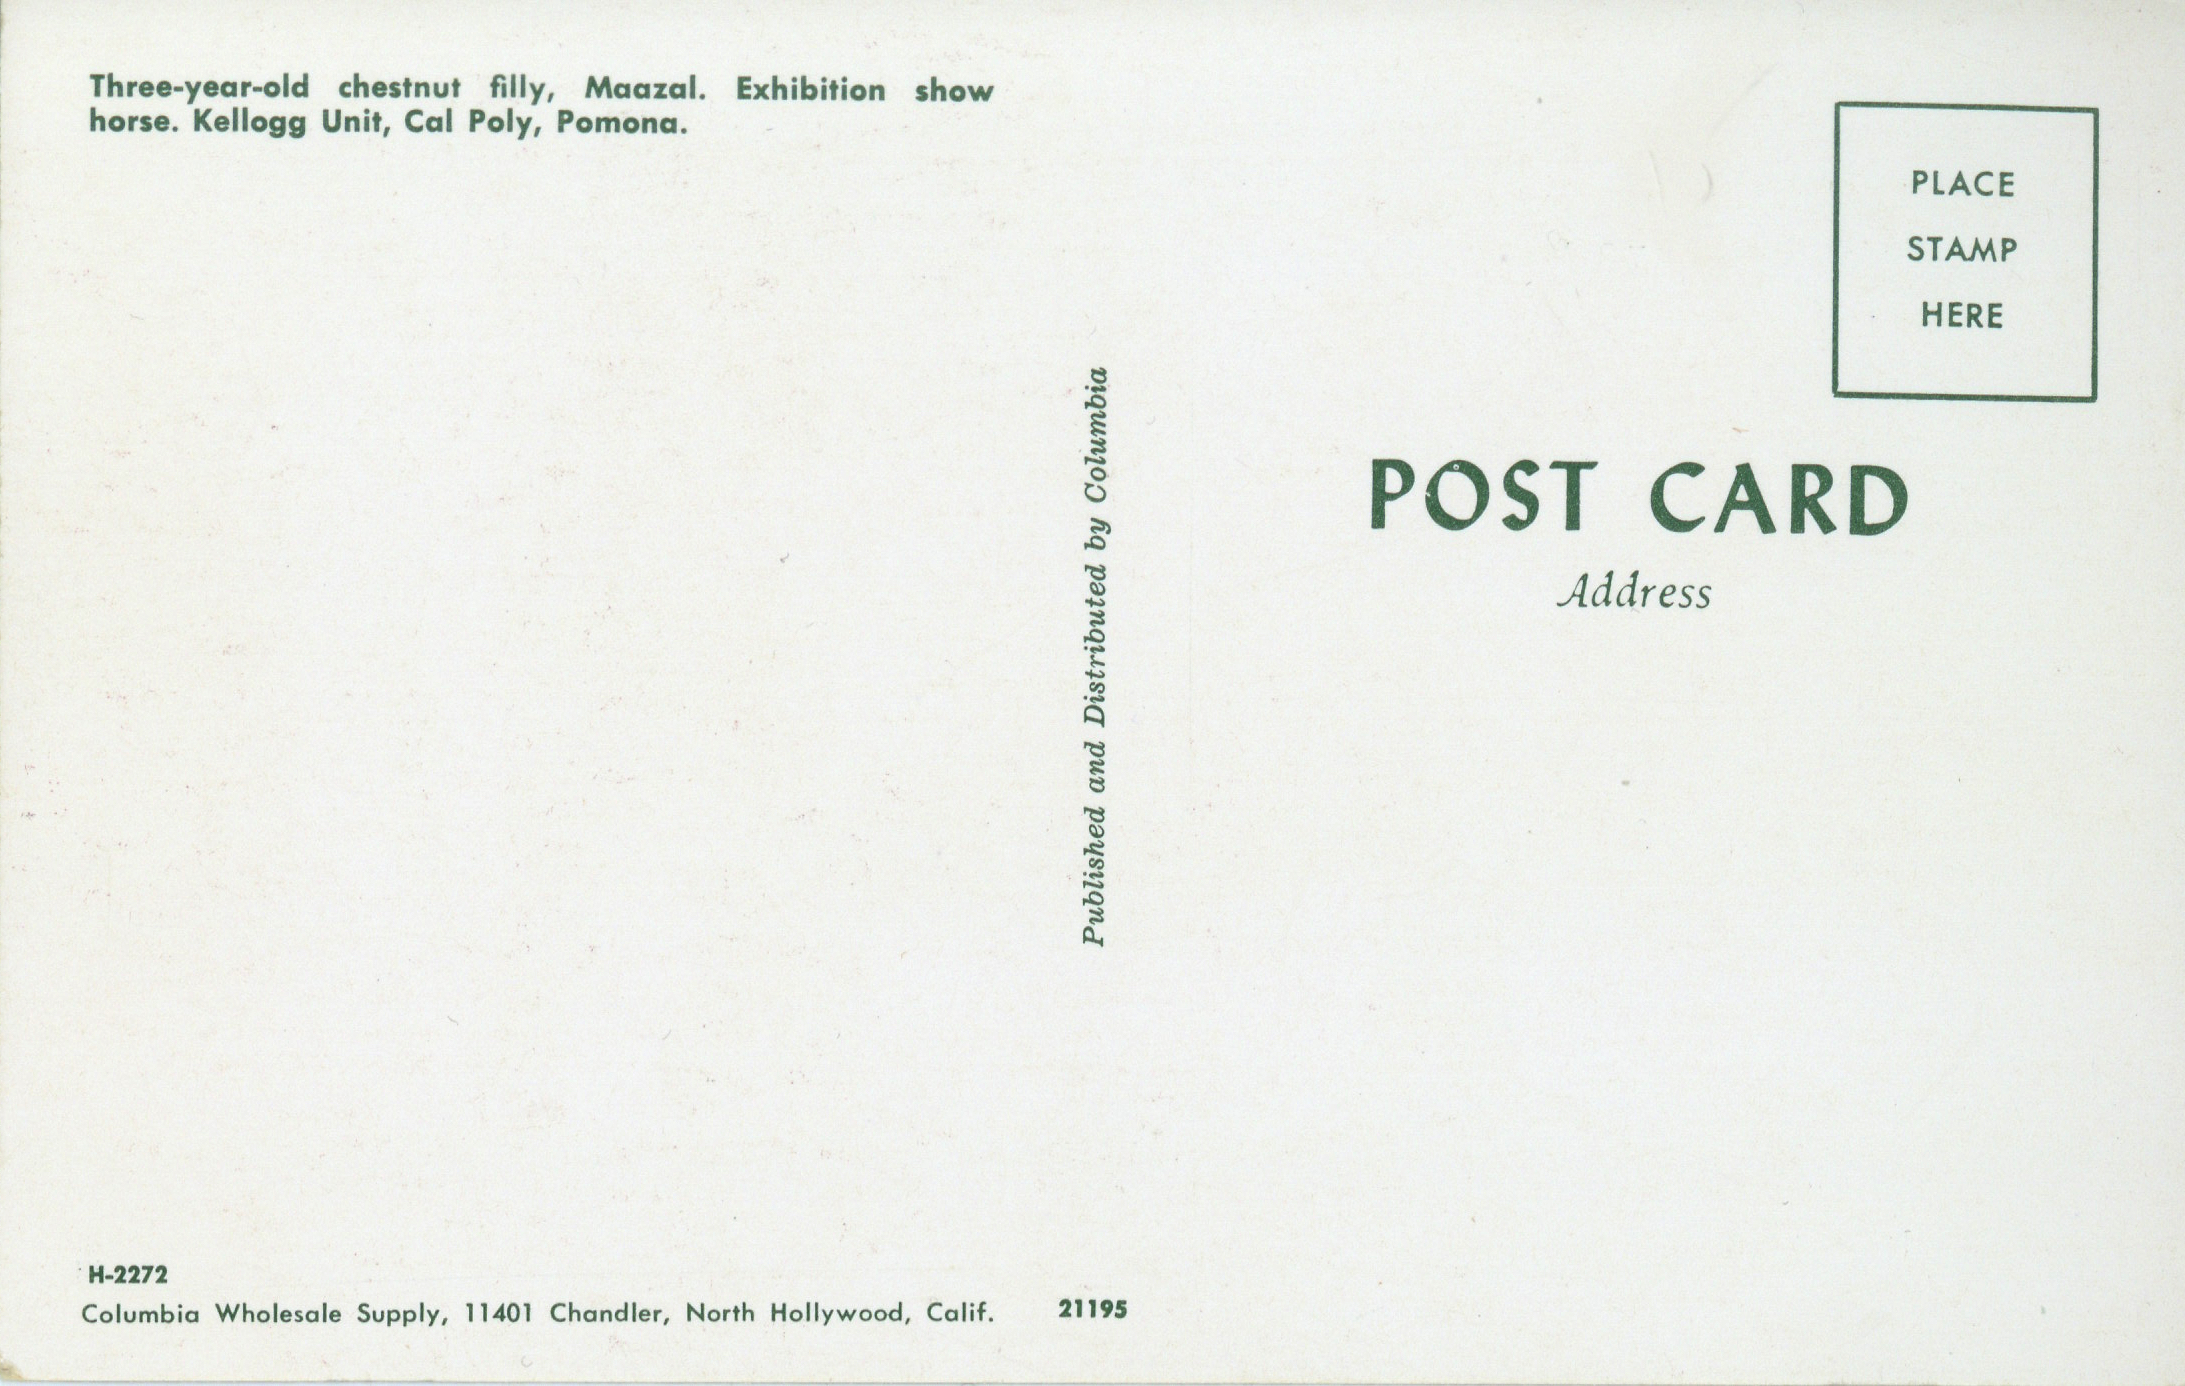 Three-year-old chestnut filly, Maazal. Exhibition show
horse. Kellogg Unit, Cal Poly, Pomona.
PLACE
STAMP
HERE
Published and Distributed by Columbia
POST CARD
Address
H-2272
Columbia Wholesale Supply, 11401 Chandler, North Hollywood, Calif.
21195